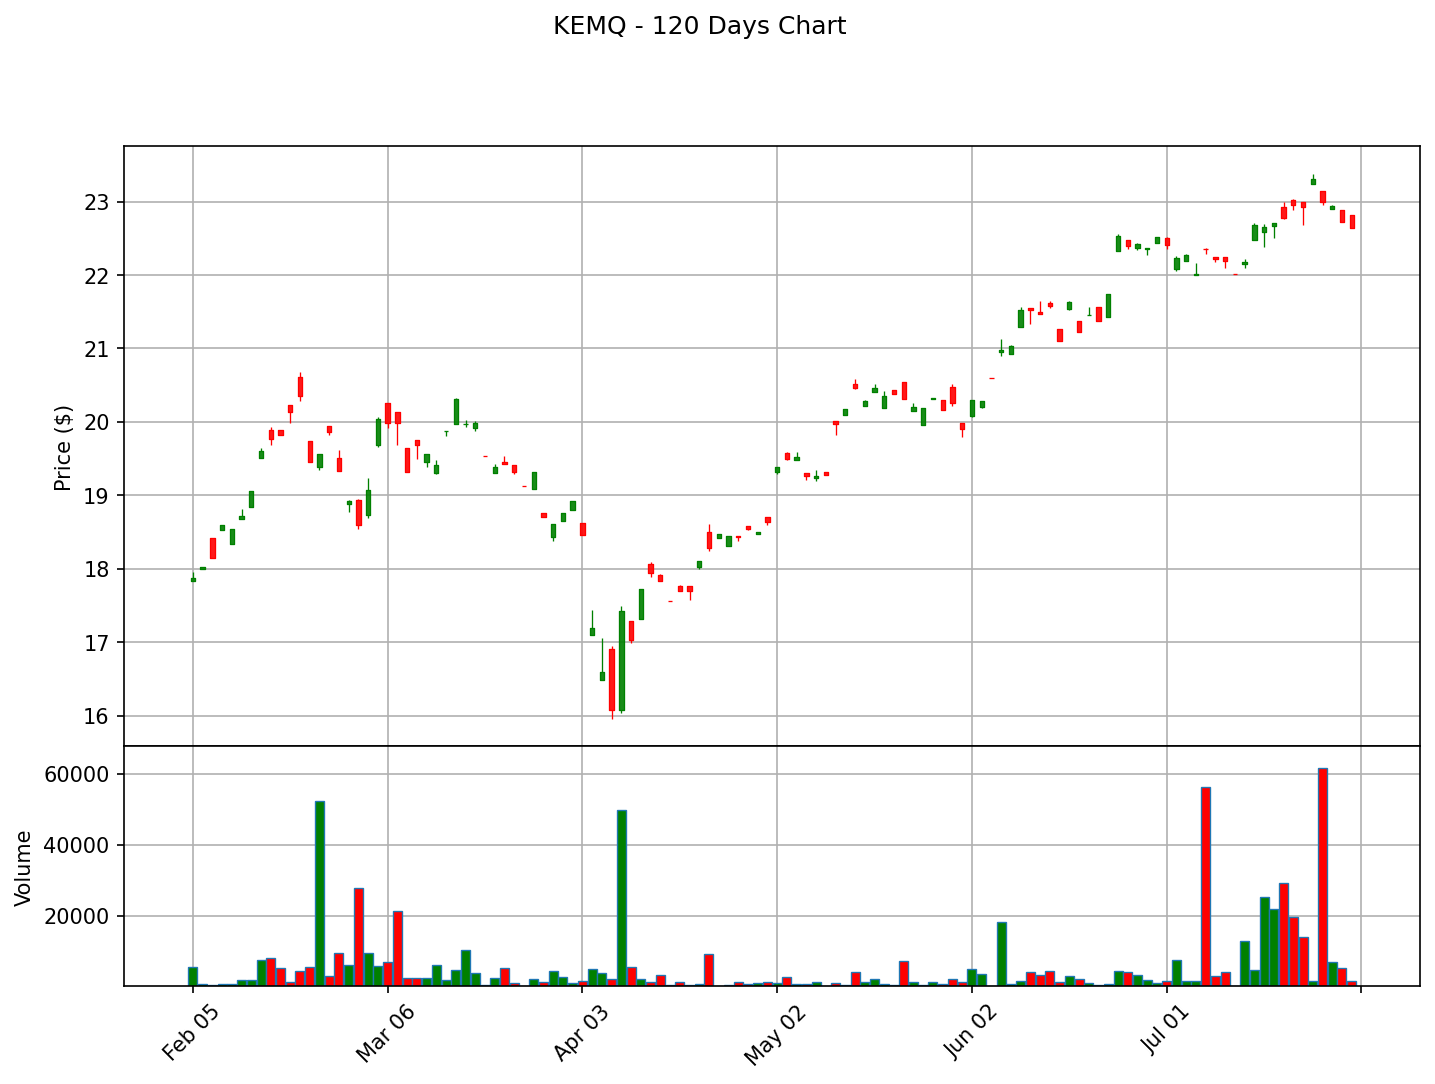 KEMQ - 120 Days Chart
Price ($)
23
22
21
20
19
18
17
16
Volume
60000
40000
20000
Feb 05
Mar 06
Apr 03
May 02
Jun 02
Jul 01